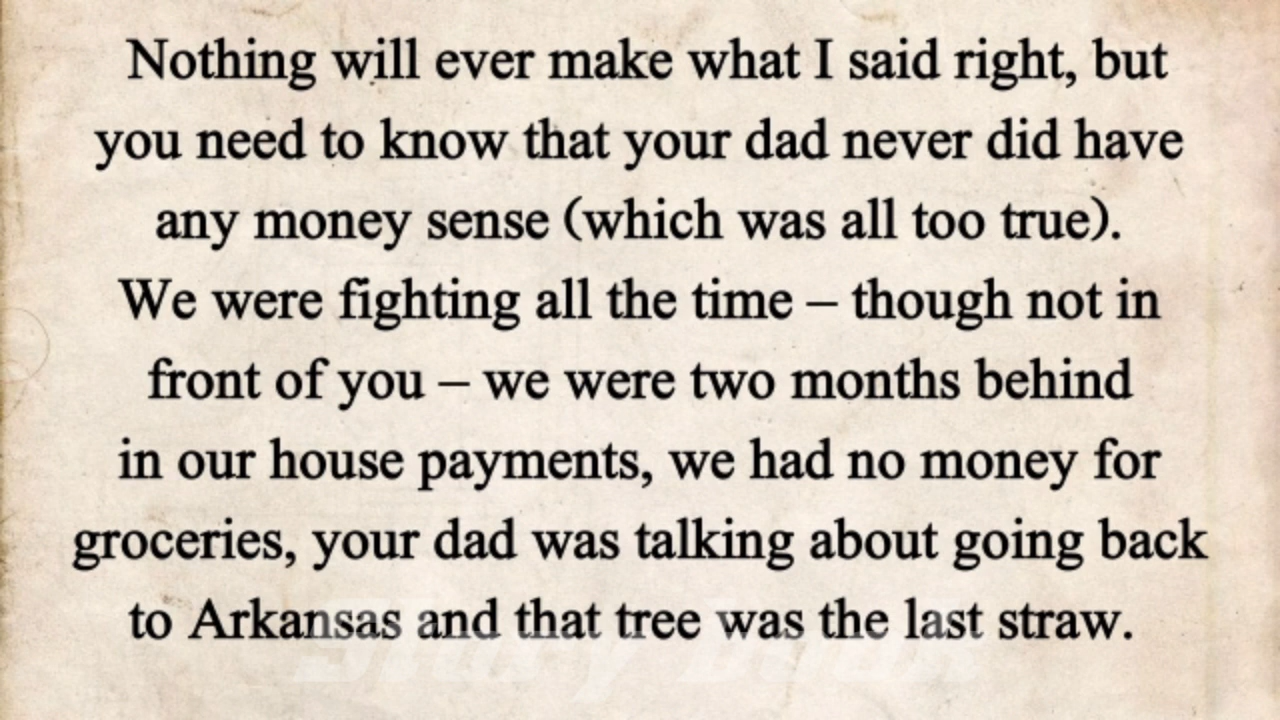 Nothing will ever make what I said right, but
you need to know that your dad never did have
any money sense (which was all too true).
We were fighting all the time – though not in
front of you – we were two months behind
in our house payments, we had no money for
groceries, your dad was talking about going back
to Arkansas and that tree was the last straw.